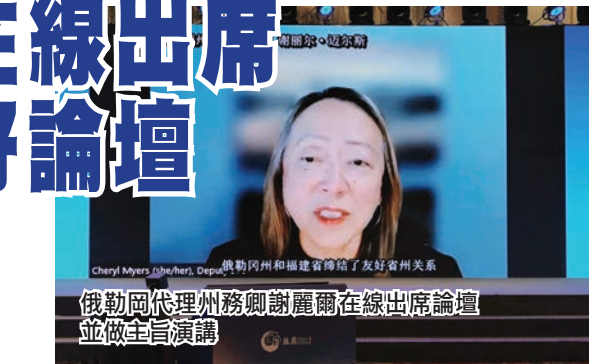 在線出席
好論壇
谢丽尔·迈尔斯
俄勒冈州和福建省缔结了友好省州关系
Cheryl Myers (she/her), Deput
俄勒岡代理州務卿謝麗爾在線出席論壇
並做主旨演講